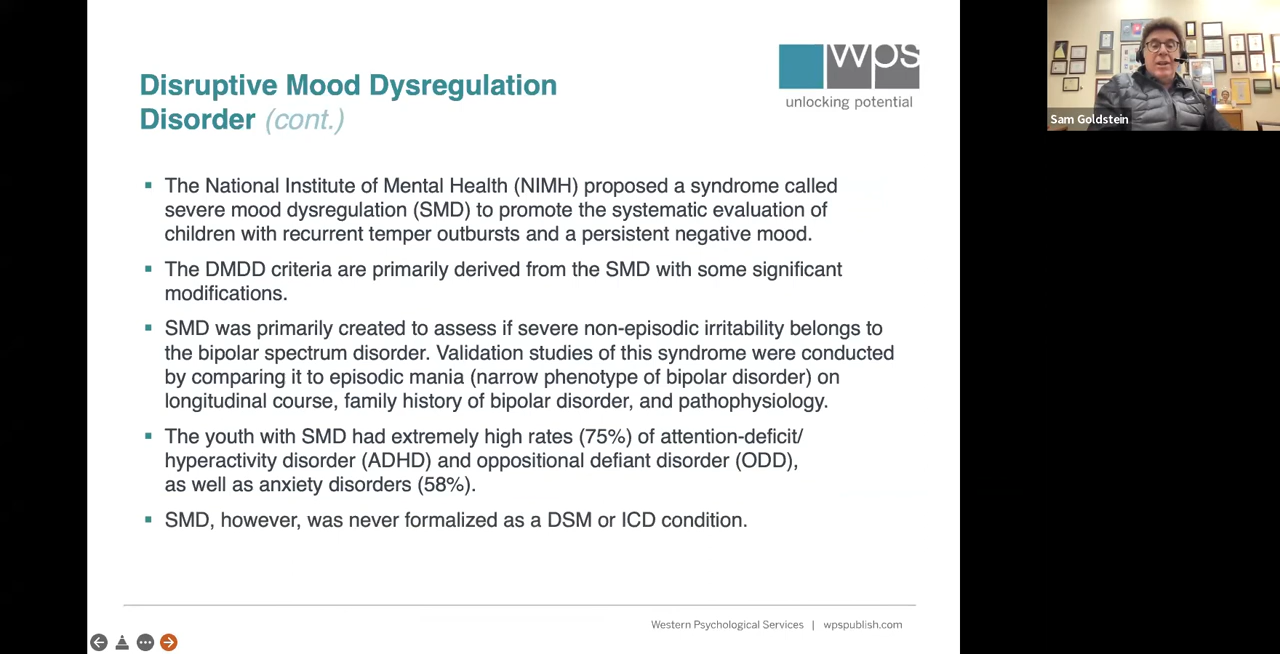 Disruptive Mood Dysregulation
Disorder (cont.)
wps
unlocking potential
▪ The National Institute of Mental Health (NIMH) proposed a syndrome called
severe mood dysregulation (SMD) to promote the systematic evaluation of
children with recurrent temper outbursts and a persistent negative mood.
▪ The DMDD criteria are primarily derived from the SMD with some significant
modifications.
▪ SMD was primarily created to assess if severe non-episodic irritability belongs to
the bipolar spectrum disorder. Validation studies of this syndrome were conducted
by comparing it to episodic mania (narrow phenotype of bipolar disorder) on
longitudinal course, family history of bipolar disorder, and pathophysiology.
▪ The youth with SMD had extremely high rates (75%) of attention-deficit/
hyperactivity disorder (ADHD) and oppositional defiant disorder (ODD),
as well as anxiety disorders (58%).
▪ SMD, however, was never formalized as a DSM or ICD condition.
Western Psychological Services | wpspublish.com
Sam Goldstein